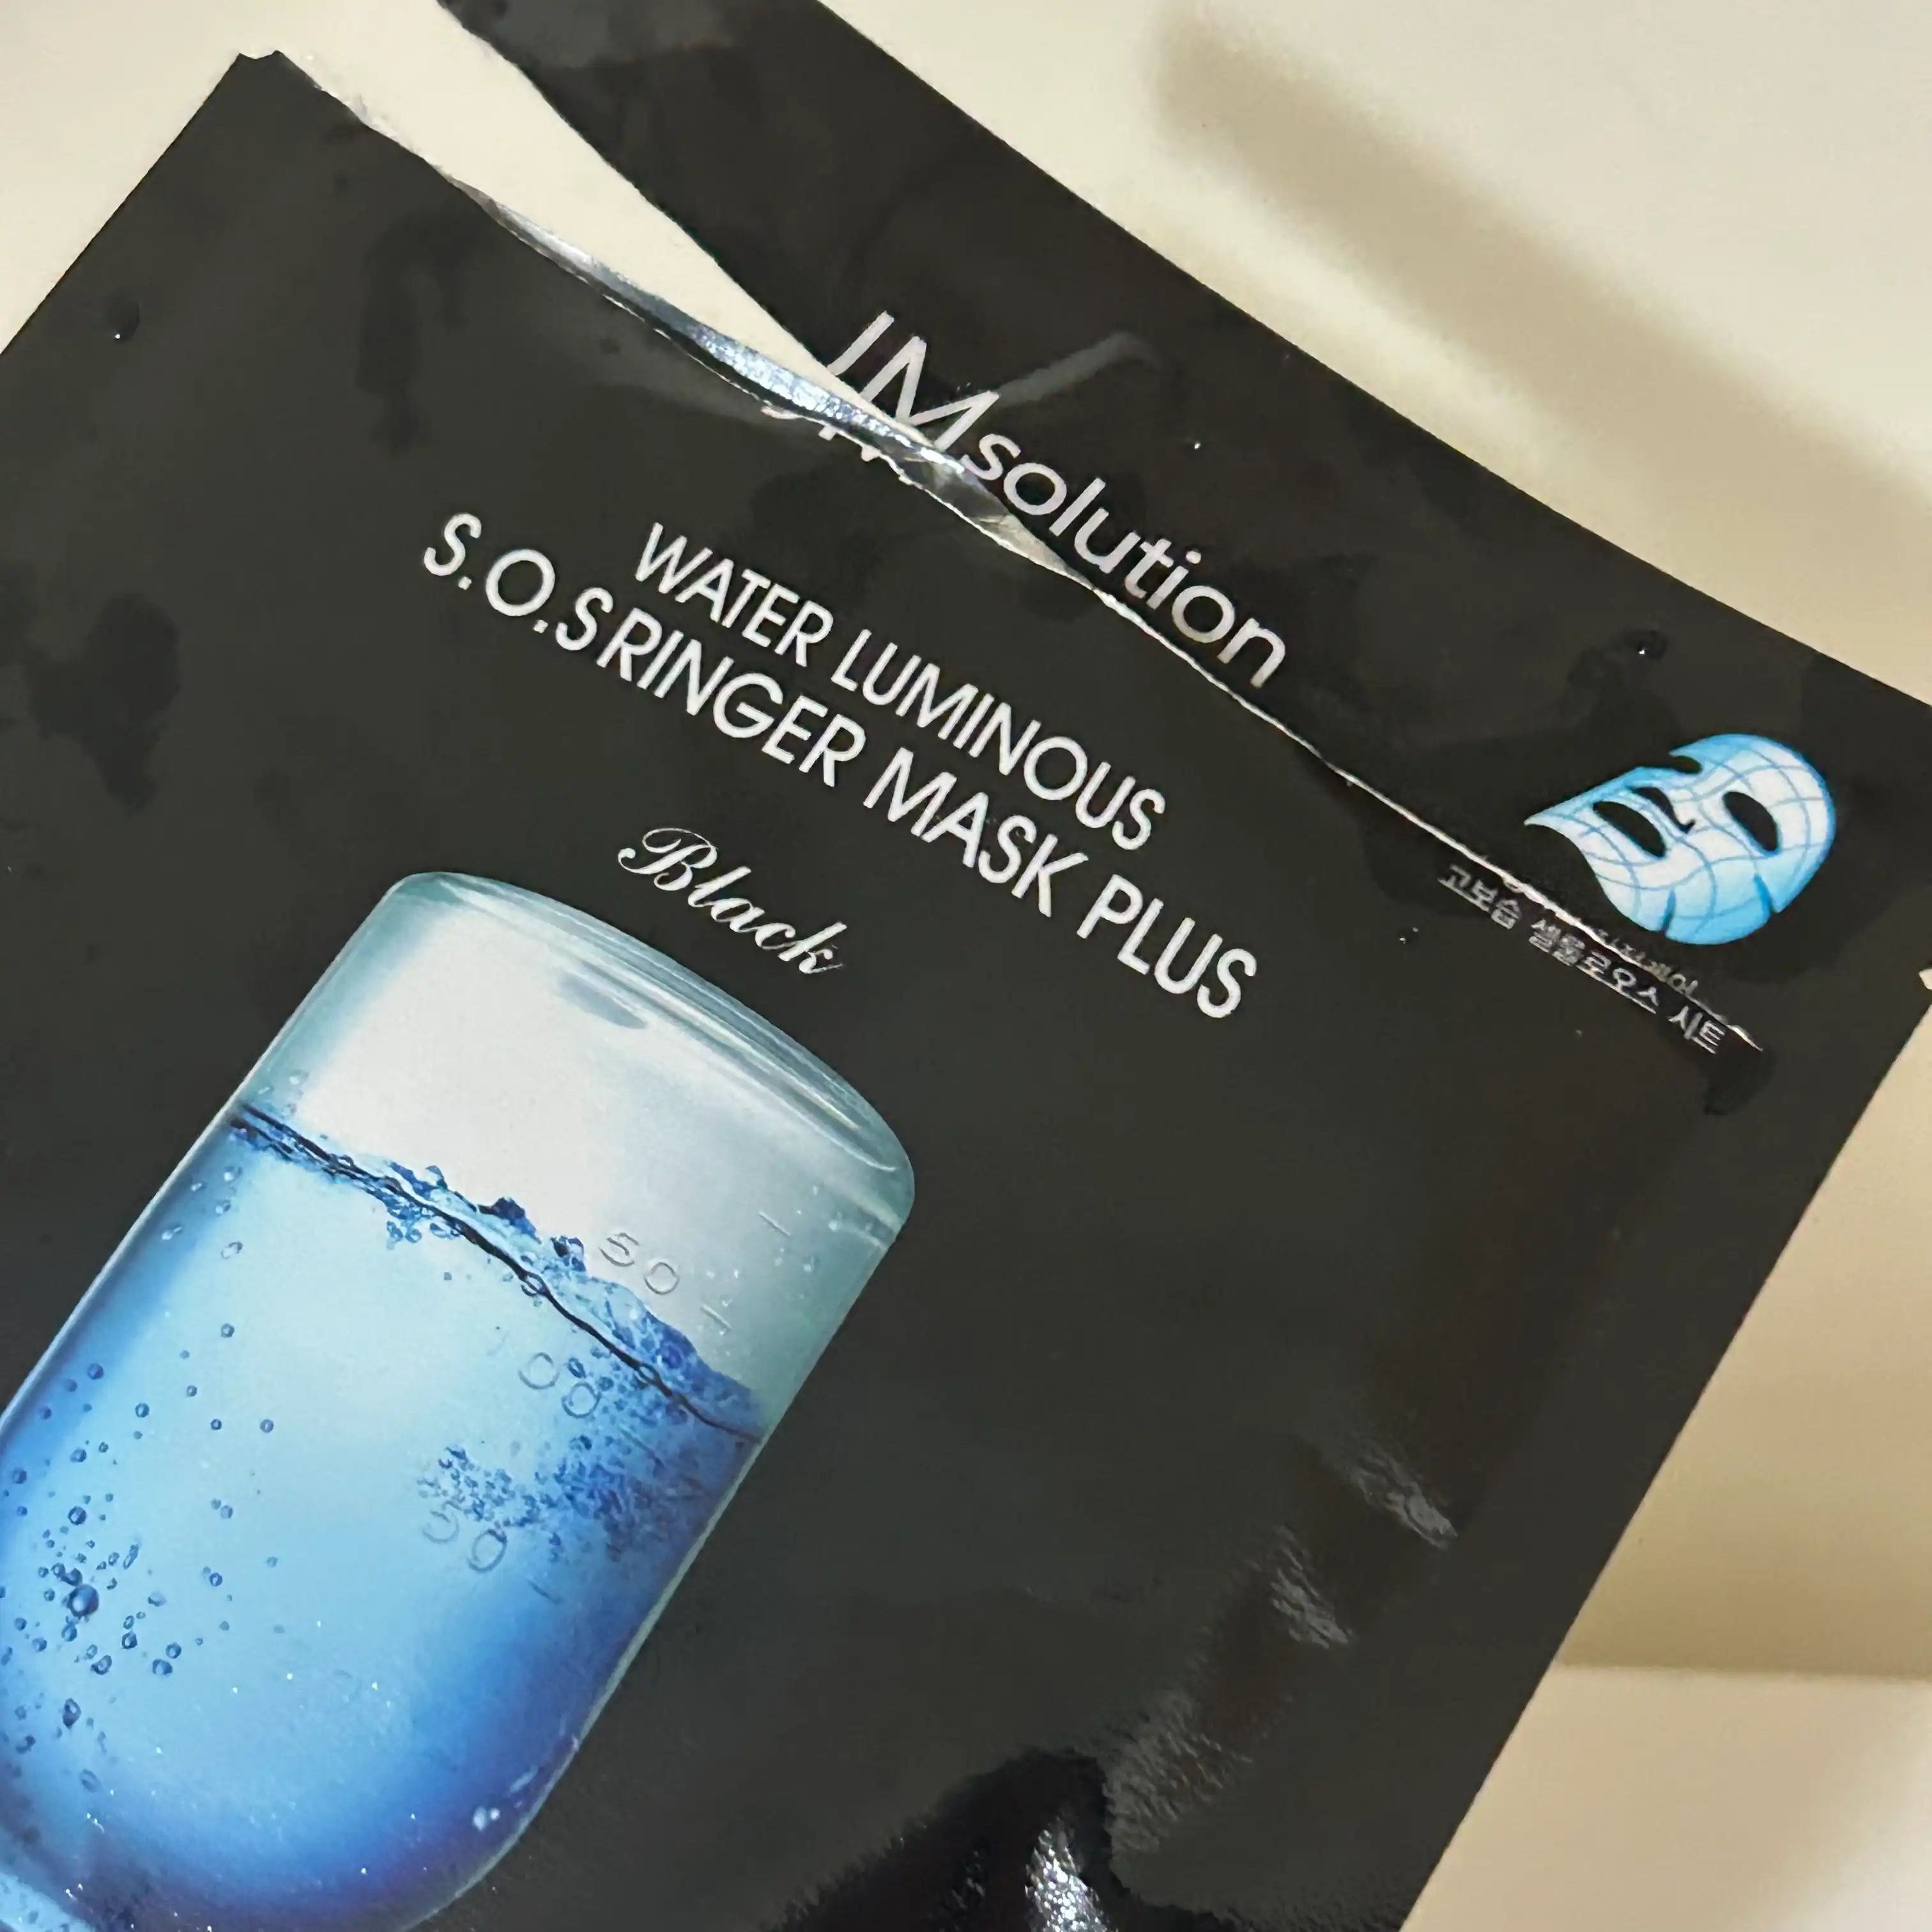 JMsolution
WATER LUMINOUS
S.O.S RINGER MASK PLUS
Black
고보습 셀룰로오스 시트
50